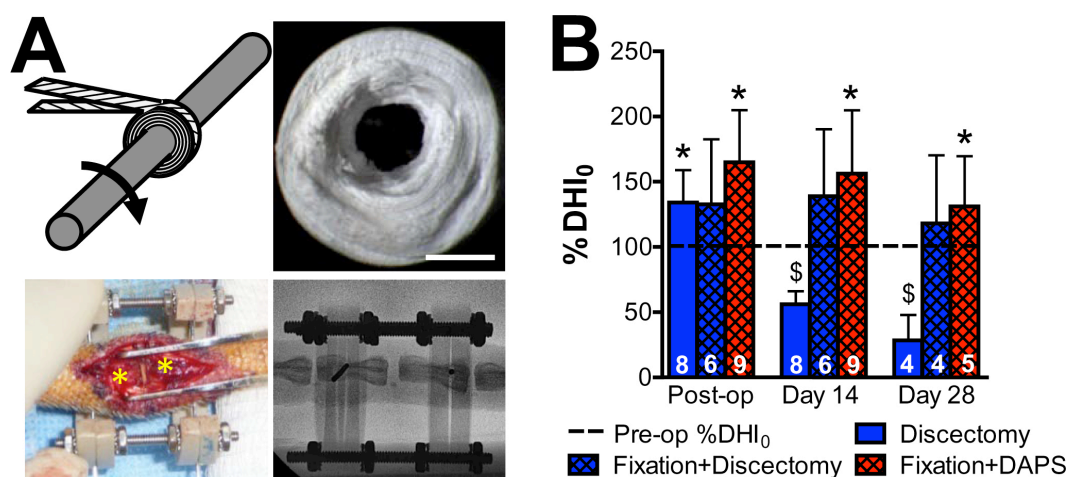 A
* *
B
%DHI₀
250
200
150
100
50
0
* * * * $ $
8 6 9 8 6 9 4 4 5
Post-op Day 14 Day 28
Pre-op %DHI₀
Discectomy
Fixation+Discectomy
Fixation+DAPS